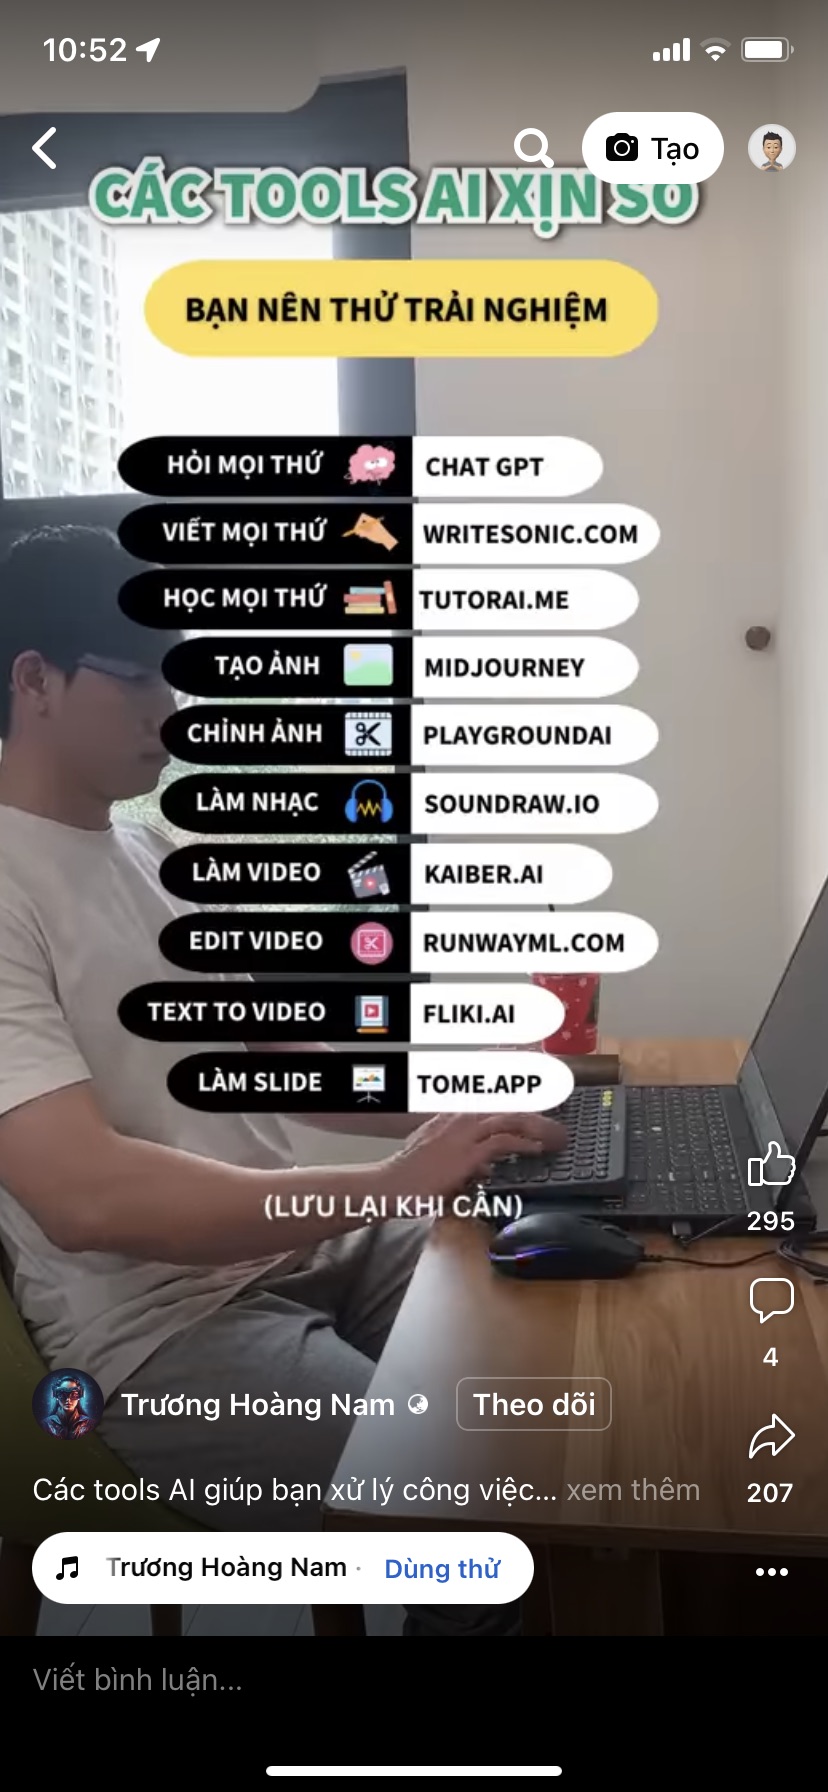 10:52
Tạo
CÁC TOOLS AI XỊN SÒ
BẠN NÊN THỬ TRẢI NGHIỆM
HỎI MỌI THỨ CHAT GPT
VIẾT MỌI THỨ WRITESONIC.COM
HỌC MỌI THỨ TUTORAI.ME
TẠO ẢNH MIDJOURNEY
CHỈNH ẢNH PLAYGROUNDAI
LÀM NHẠC SOUNDRAW.IO
LÀM VIDEO KAIBER.AI
EDIT VIDEO RUNWAYML.COM
TEXT TO VIDEO FLIKI.AI
LÀM SLIDE TOME.APP
(LƯU LẠI KHI CẦN)
295
4
Trương Hoàng Nam Theo dõi
Các tools AI giúp bạn xử lý công việc... xem thêm
207
Trương Hoàng Nam · Dùng thử
Viết bình luận...